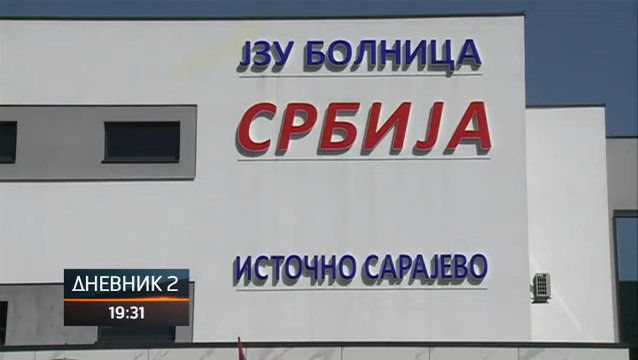 ЈЗУ БОЛНИЦА
СРБИЈА
ИСТОЧНО САРАЈЕВО
ДНЕВНИК 2
19:31